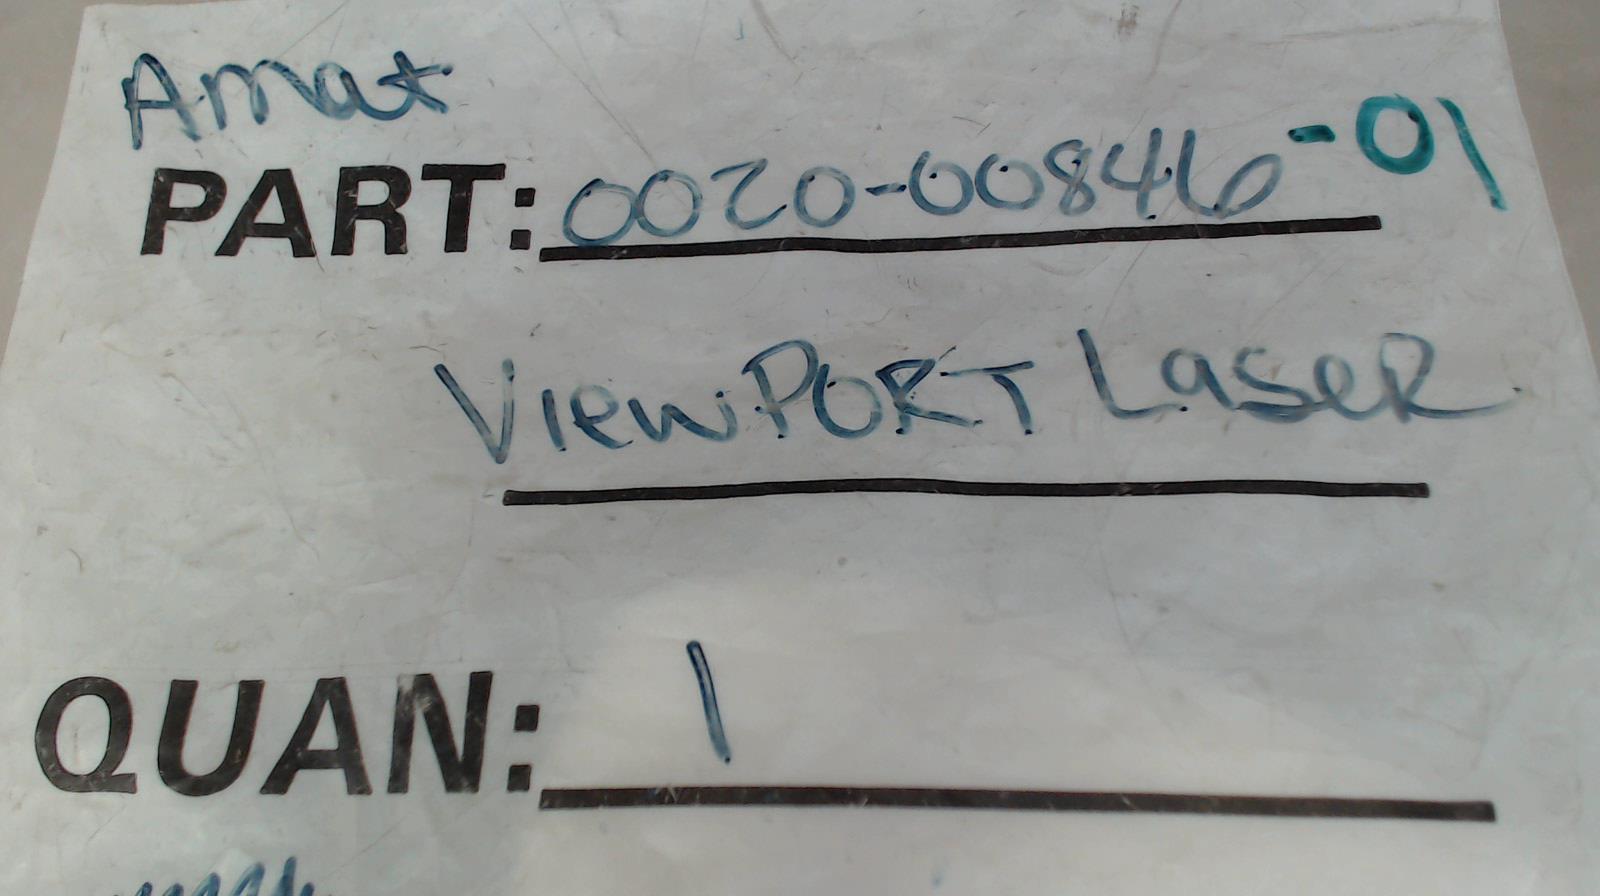 Amat
PART: 0020-00846-01
VIewPORT LaseR
QUAN: 1